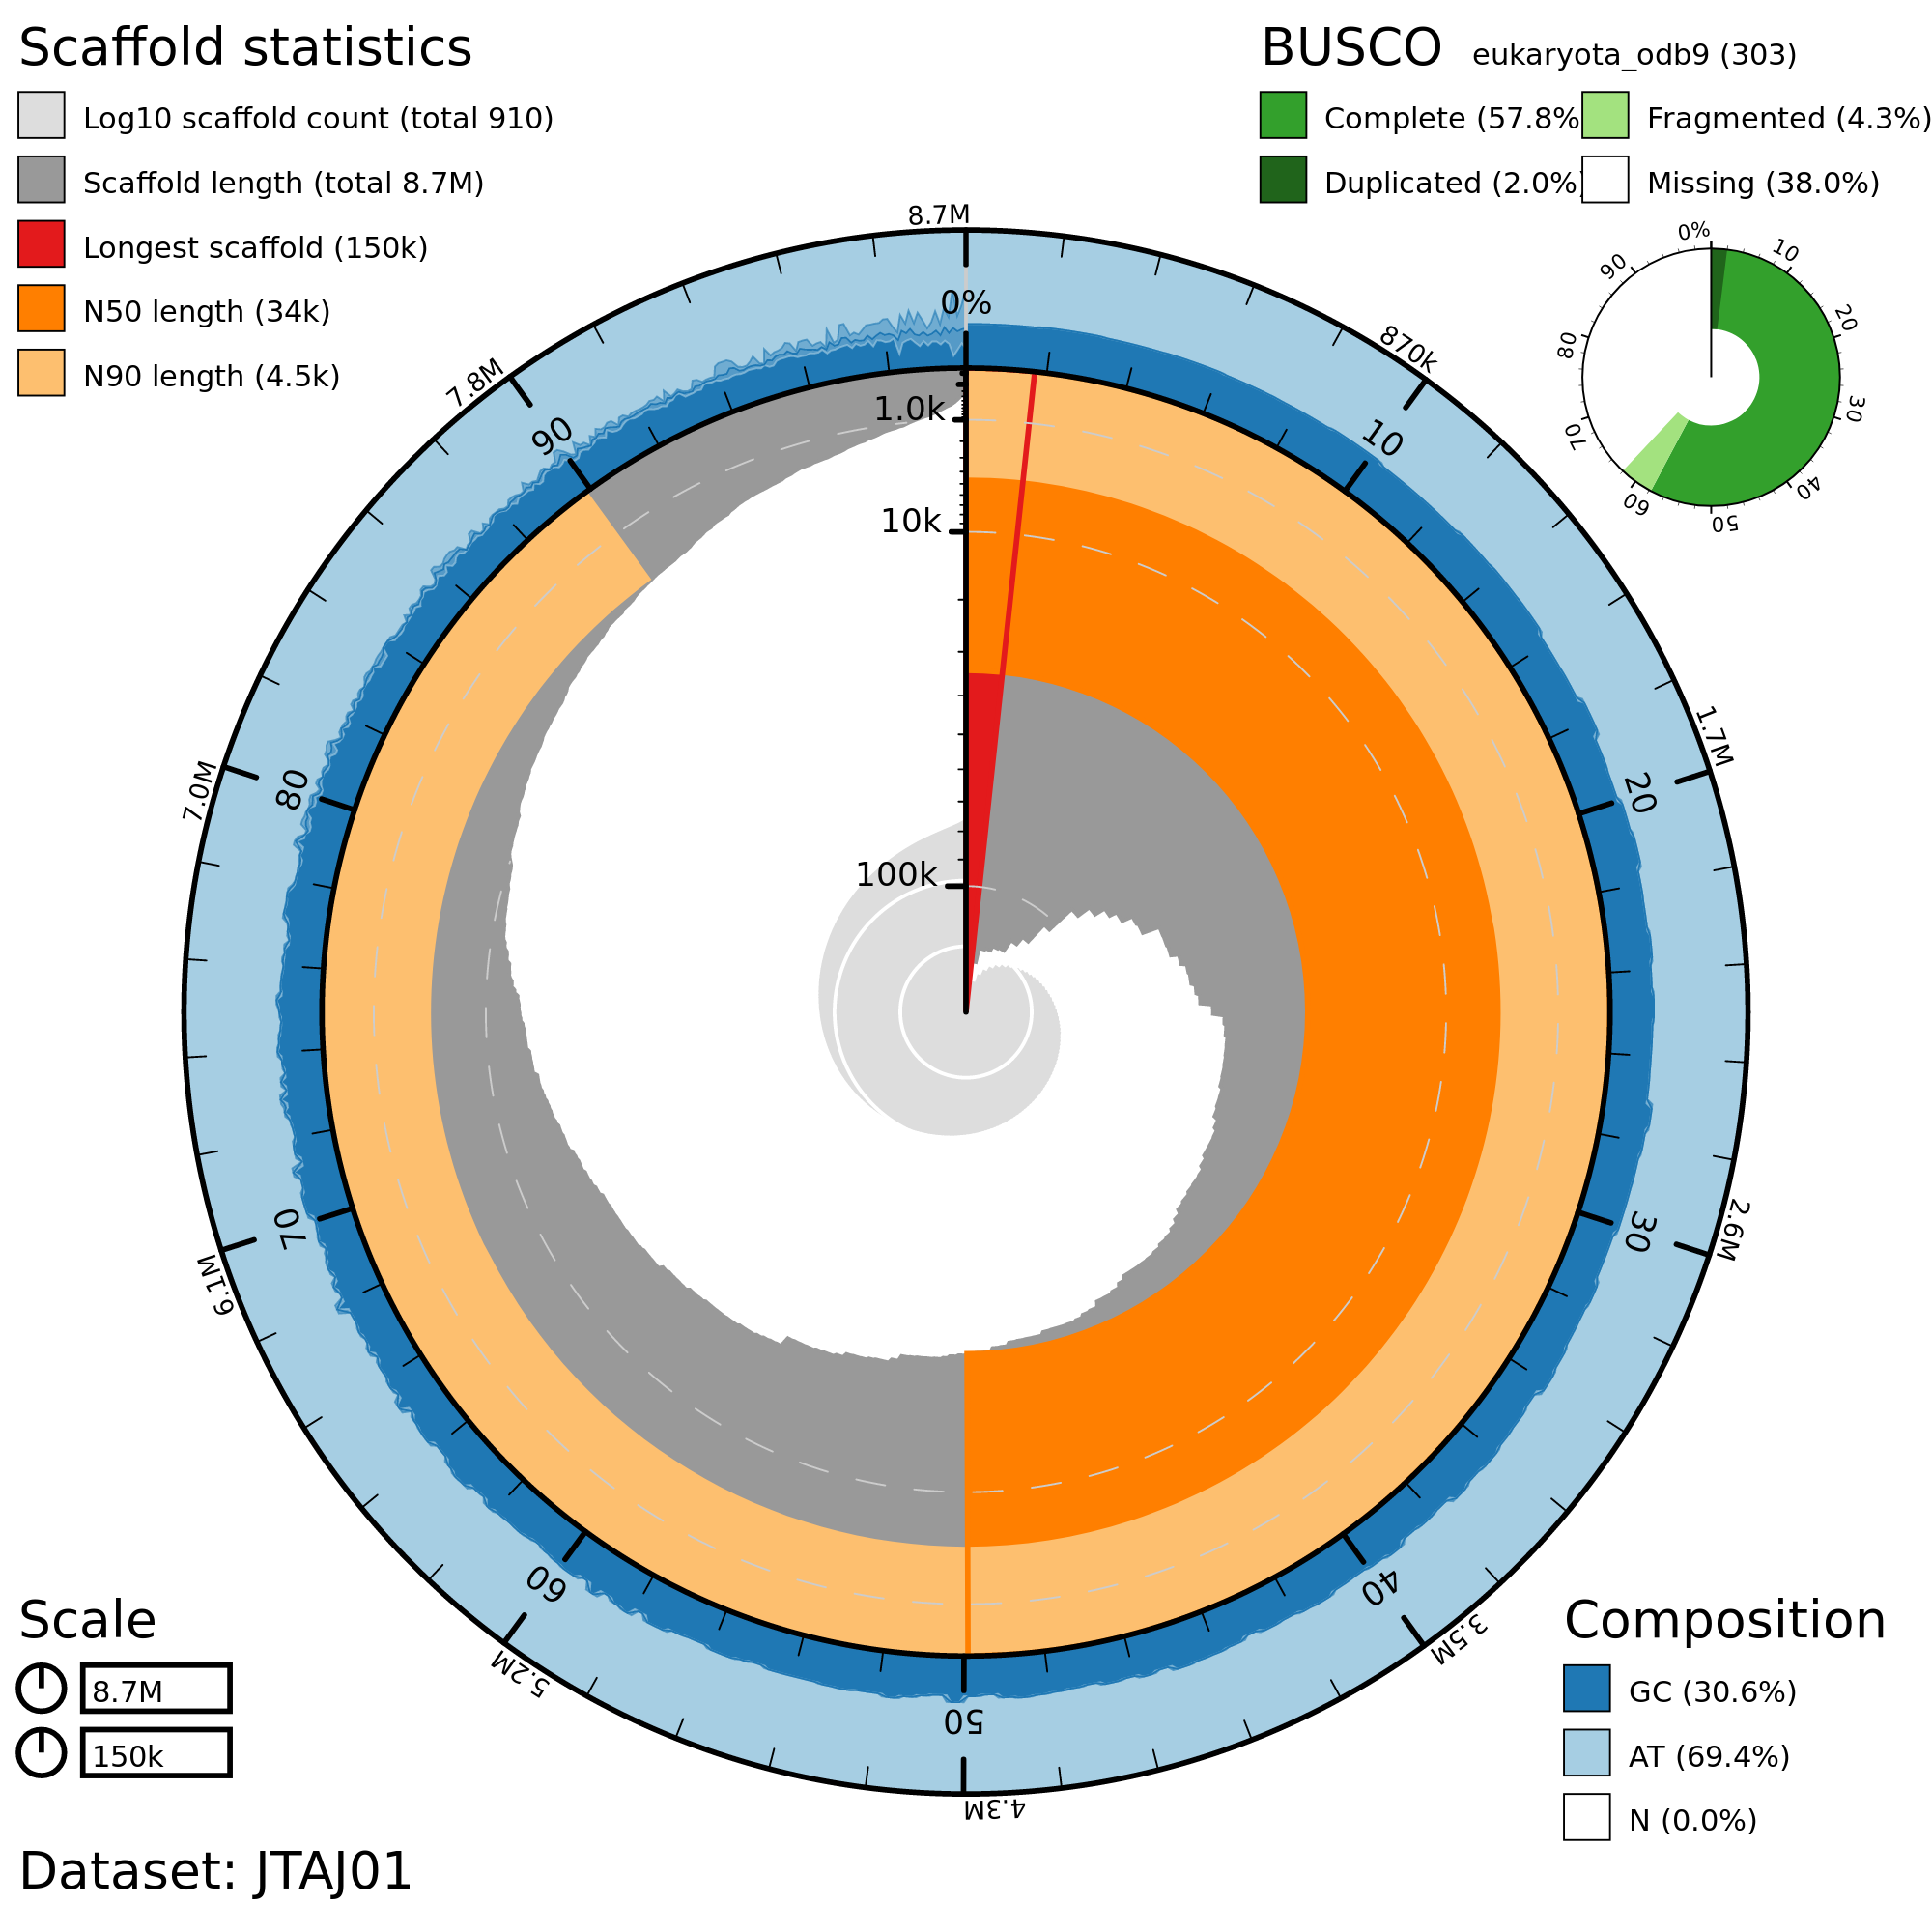 Scaffold statistics
Log10 scaffold count (total 910)
Scaffold length (total 8.7M)
Longest scaffold (150k)
N50 length (34k)
N90 length (4.5k)
BUSCO eukaryota_odb9 (303)
Complete (57.8%
Fragmented (4.3%)
Duplicated (2.0%)
Missing (38.0%)
0%
10
20
30
40
50
60
70
80
90
8.7M
870k
1.7M
2.6M
3.5M
4.3M
5.2M
6.1M
7.0M
7.8M
0%
10
20
30
40
50
60
70
80
90
1.0k
10k
100k
Scale
8.7M
150k
Composition
GC (30.6%)
AT (69.4%)
N (0.0%)
Dataset: JTAJ01